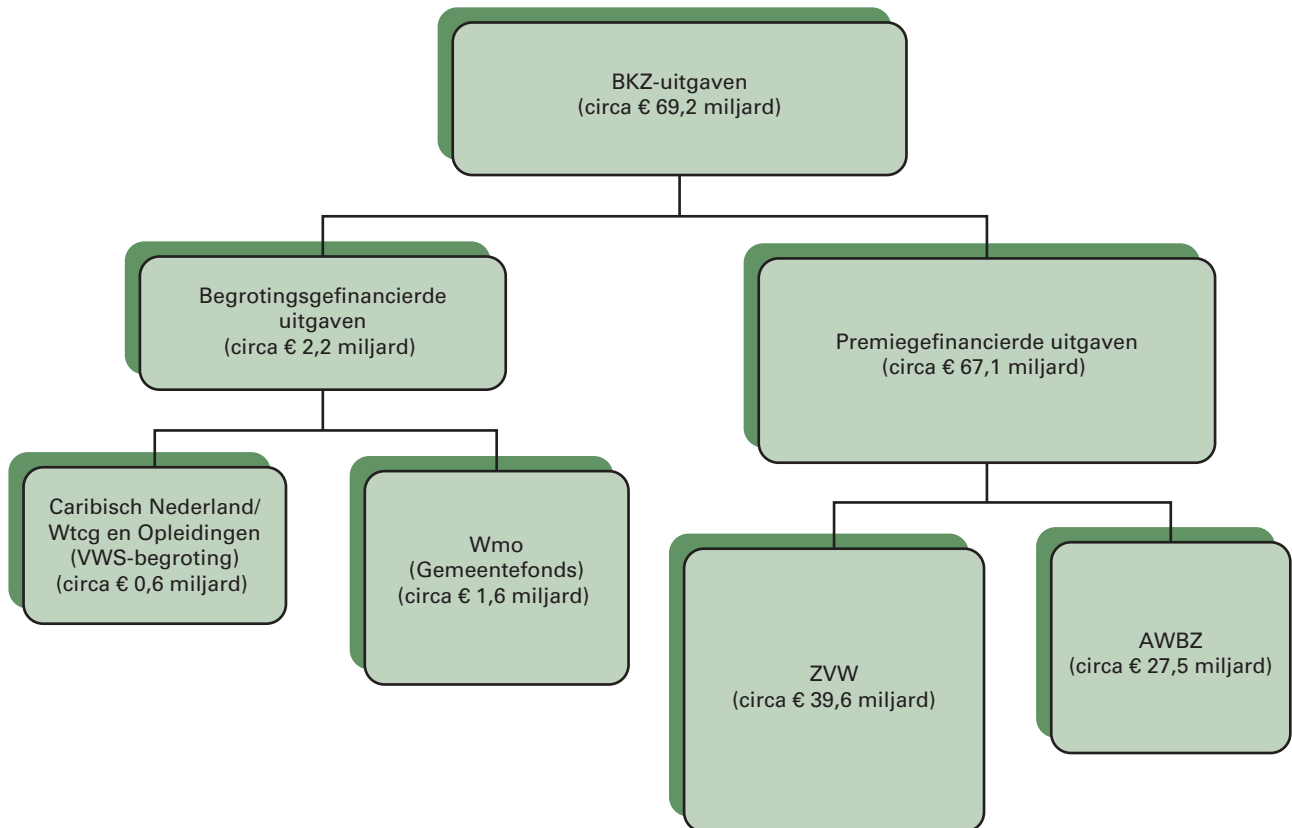 BKZ-uitgaven
(circa € 69,2 miljard)
Begrotingsgefinancierde
uitgaven
(circa € 2,2 miljard)
Premiegefinancierde uitgaven
(circa € 67,1 miljard)
Caribisch Nederland/
Wtcg en Opleidingen
(VWS-begroting)
(circa € 0,6 miljard)
Wmo
(Gemeentefonds)
(circa € 1,6 miljard)
ZVW
(circa € 39,6 miljard)
AWBZ
(circa € 27,5 miljard)